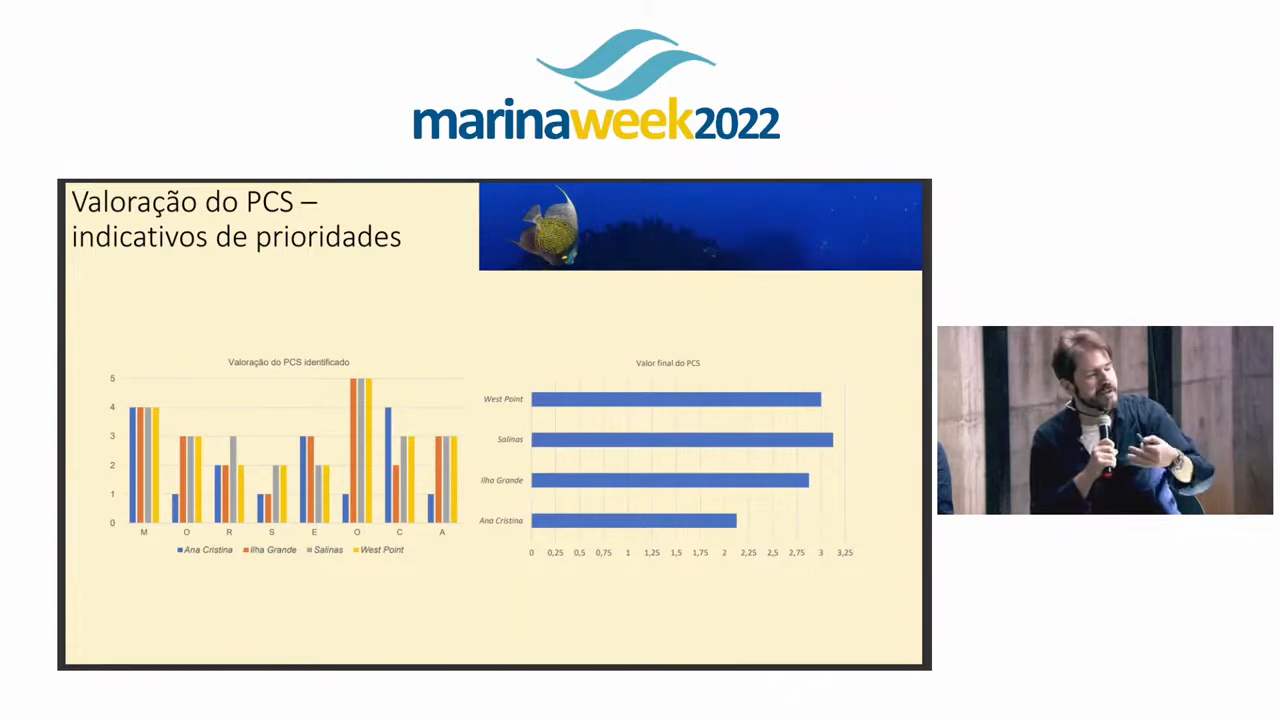 marinaweek2022
Valoração do PCS –
indicativos de prioridades
Valoração do PCS identificado
5
4
3
2
1
0
M O R S E O C A
Ana Cristina Ilha Grande Salinas West Point
Valor final do PCS
West Point
Salinas
Ilha Grande
Ana Cristina
0 0,25 0,5 0,75 1 1,25 1,5 1,75 2 2,25 2,5 2,75 3 3,25